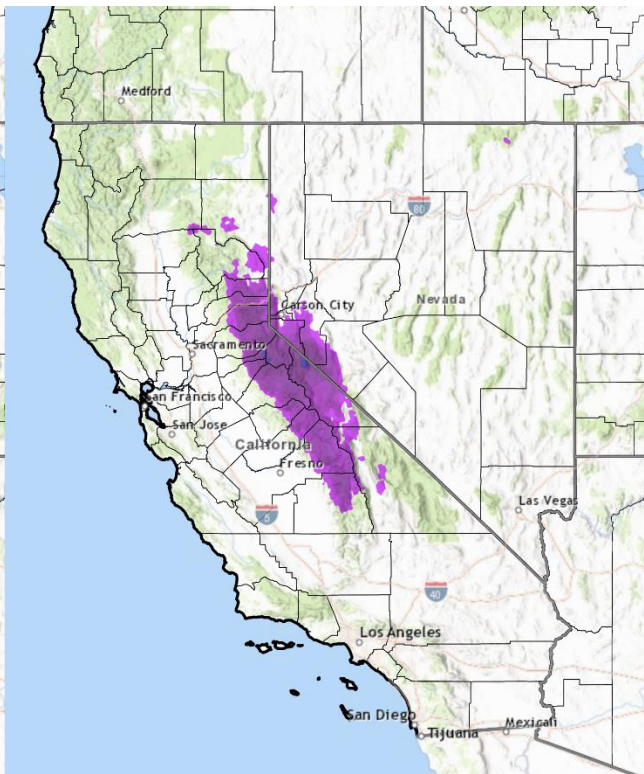 Medford
80
Carson City
Nevada
Sacramento
San Francisco
San Jose
California
Fresno
5
Las Vegas
40
Los Angeles
San Diego
Tijuana
Mexicali